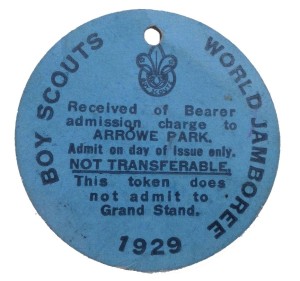 BOY SCOUTS
WORLD JAMBOREE
Received of Bearer
admission charge to
ARROWE PARK.
Admit on day of issue only.
NOT TRANSFERABLE.
This token does
not admit to
Grand Stand.
1929